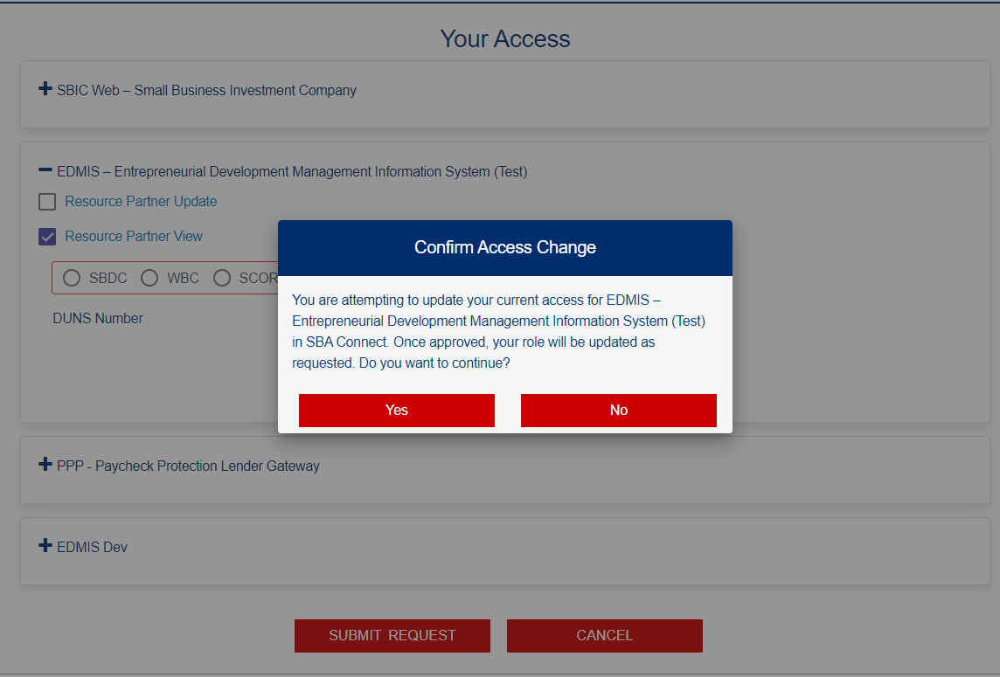 Your Access
SBIC Web – Small Business Investment Company
EDMIS – Entrepreneurial Development Management Information System (Test)
Resource Partner Update
Resource Partner View
SBDC WBC SCOR
DUNS Number
Confirm Access Change
You are attempting to update your current access for EDMIS –
Entrepreneurial Development Management Information System (Test)
in SBA Connect. Once approved, your role will be updated as
requested. Do you want to continue?
Yes No
PPP - Paycheck Protection Lender Gateway
EDMIS Dev
SUBMIT REQUEST CANCEL